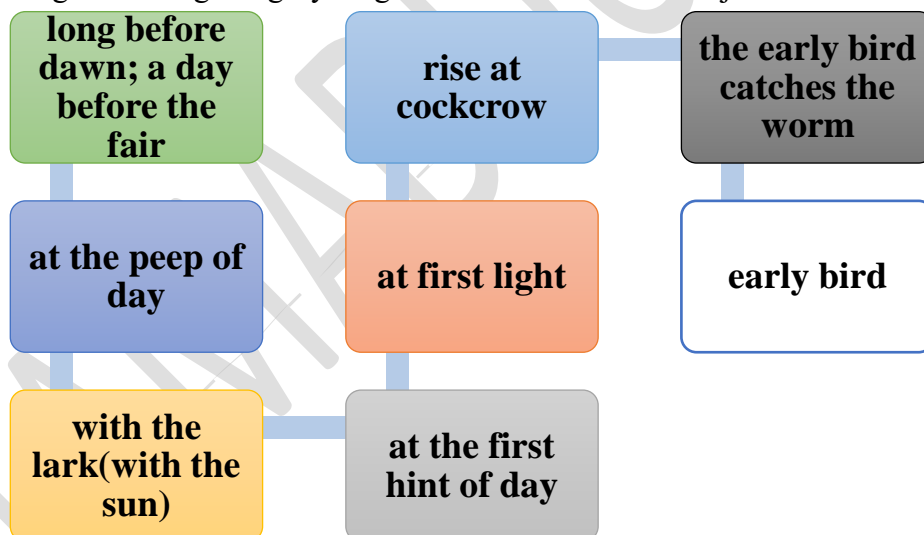 long before
dawn; a day
before the
fair
at the peep of
day
with the
lark(with the
sun)
at the first
hint of day
at first light
rise at
cockcrow
the early bird
catches the
worm
early bird